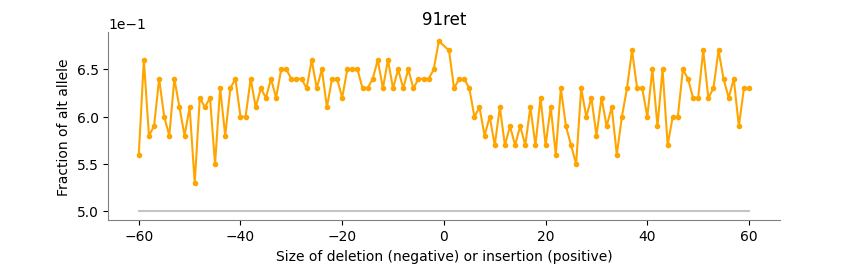 91ret
1e−1
6.5
6.0
5.5
5.0
−60 −40 −20 0 20 40 60
Fraction of alt allele
Size of deletion (negative) or insertion (positive)